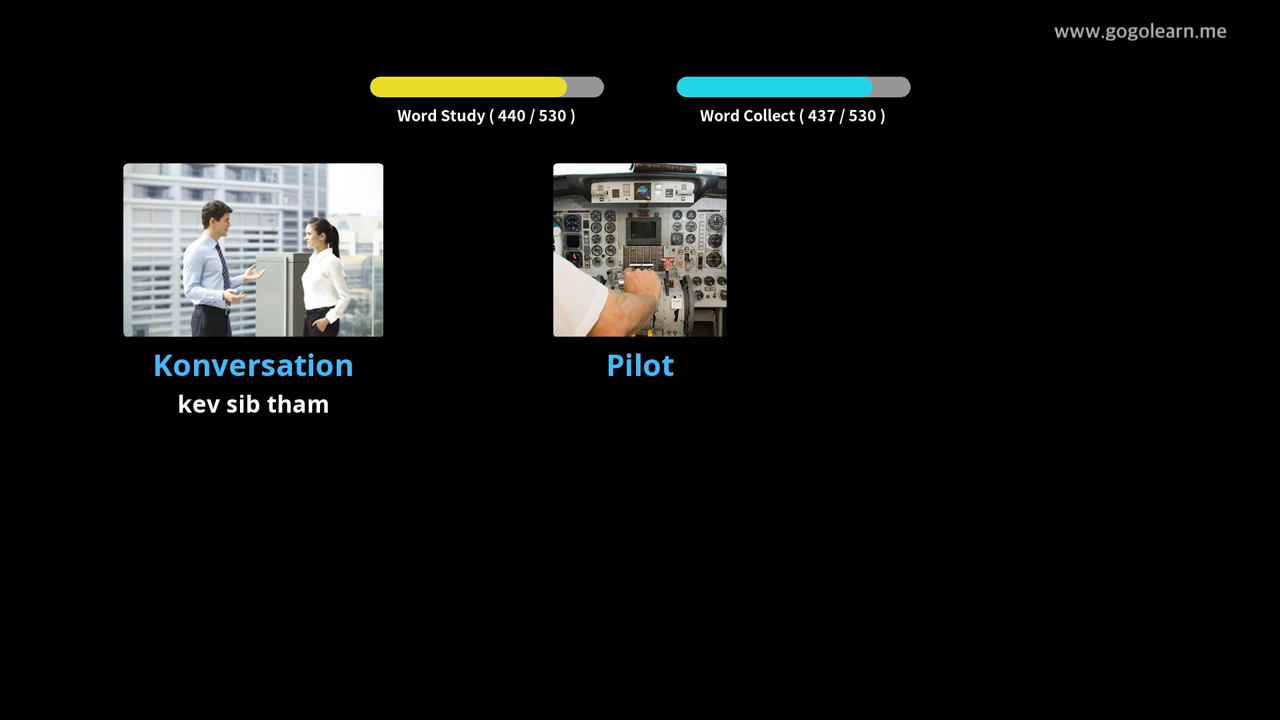 www.gogolearn.me
Word Study ( 440 / 530 )
Word Collect ( 437 / 530 )
Konversation
kev sib tham
Pilot